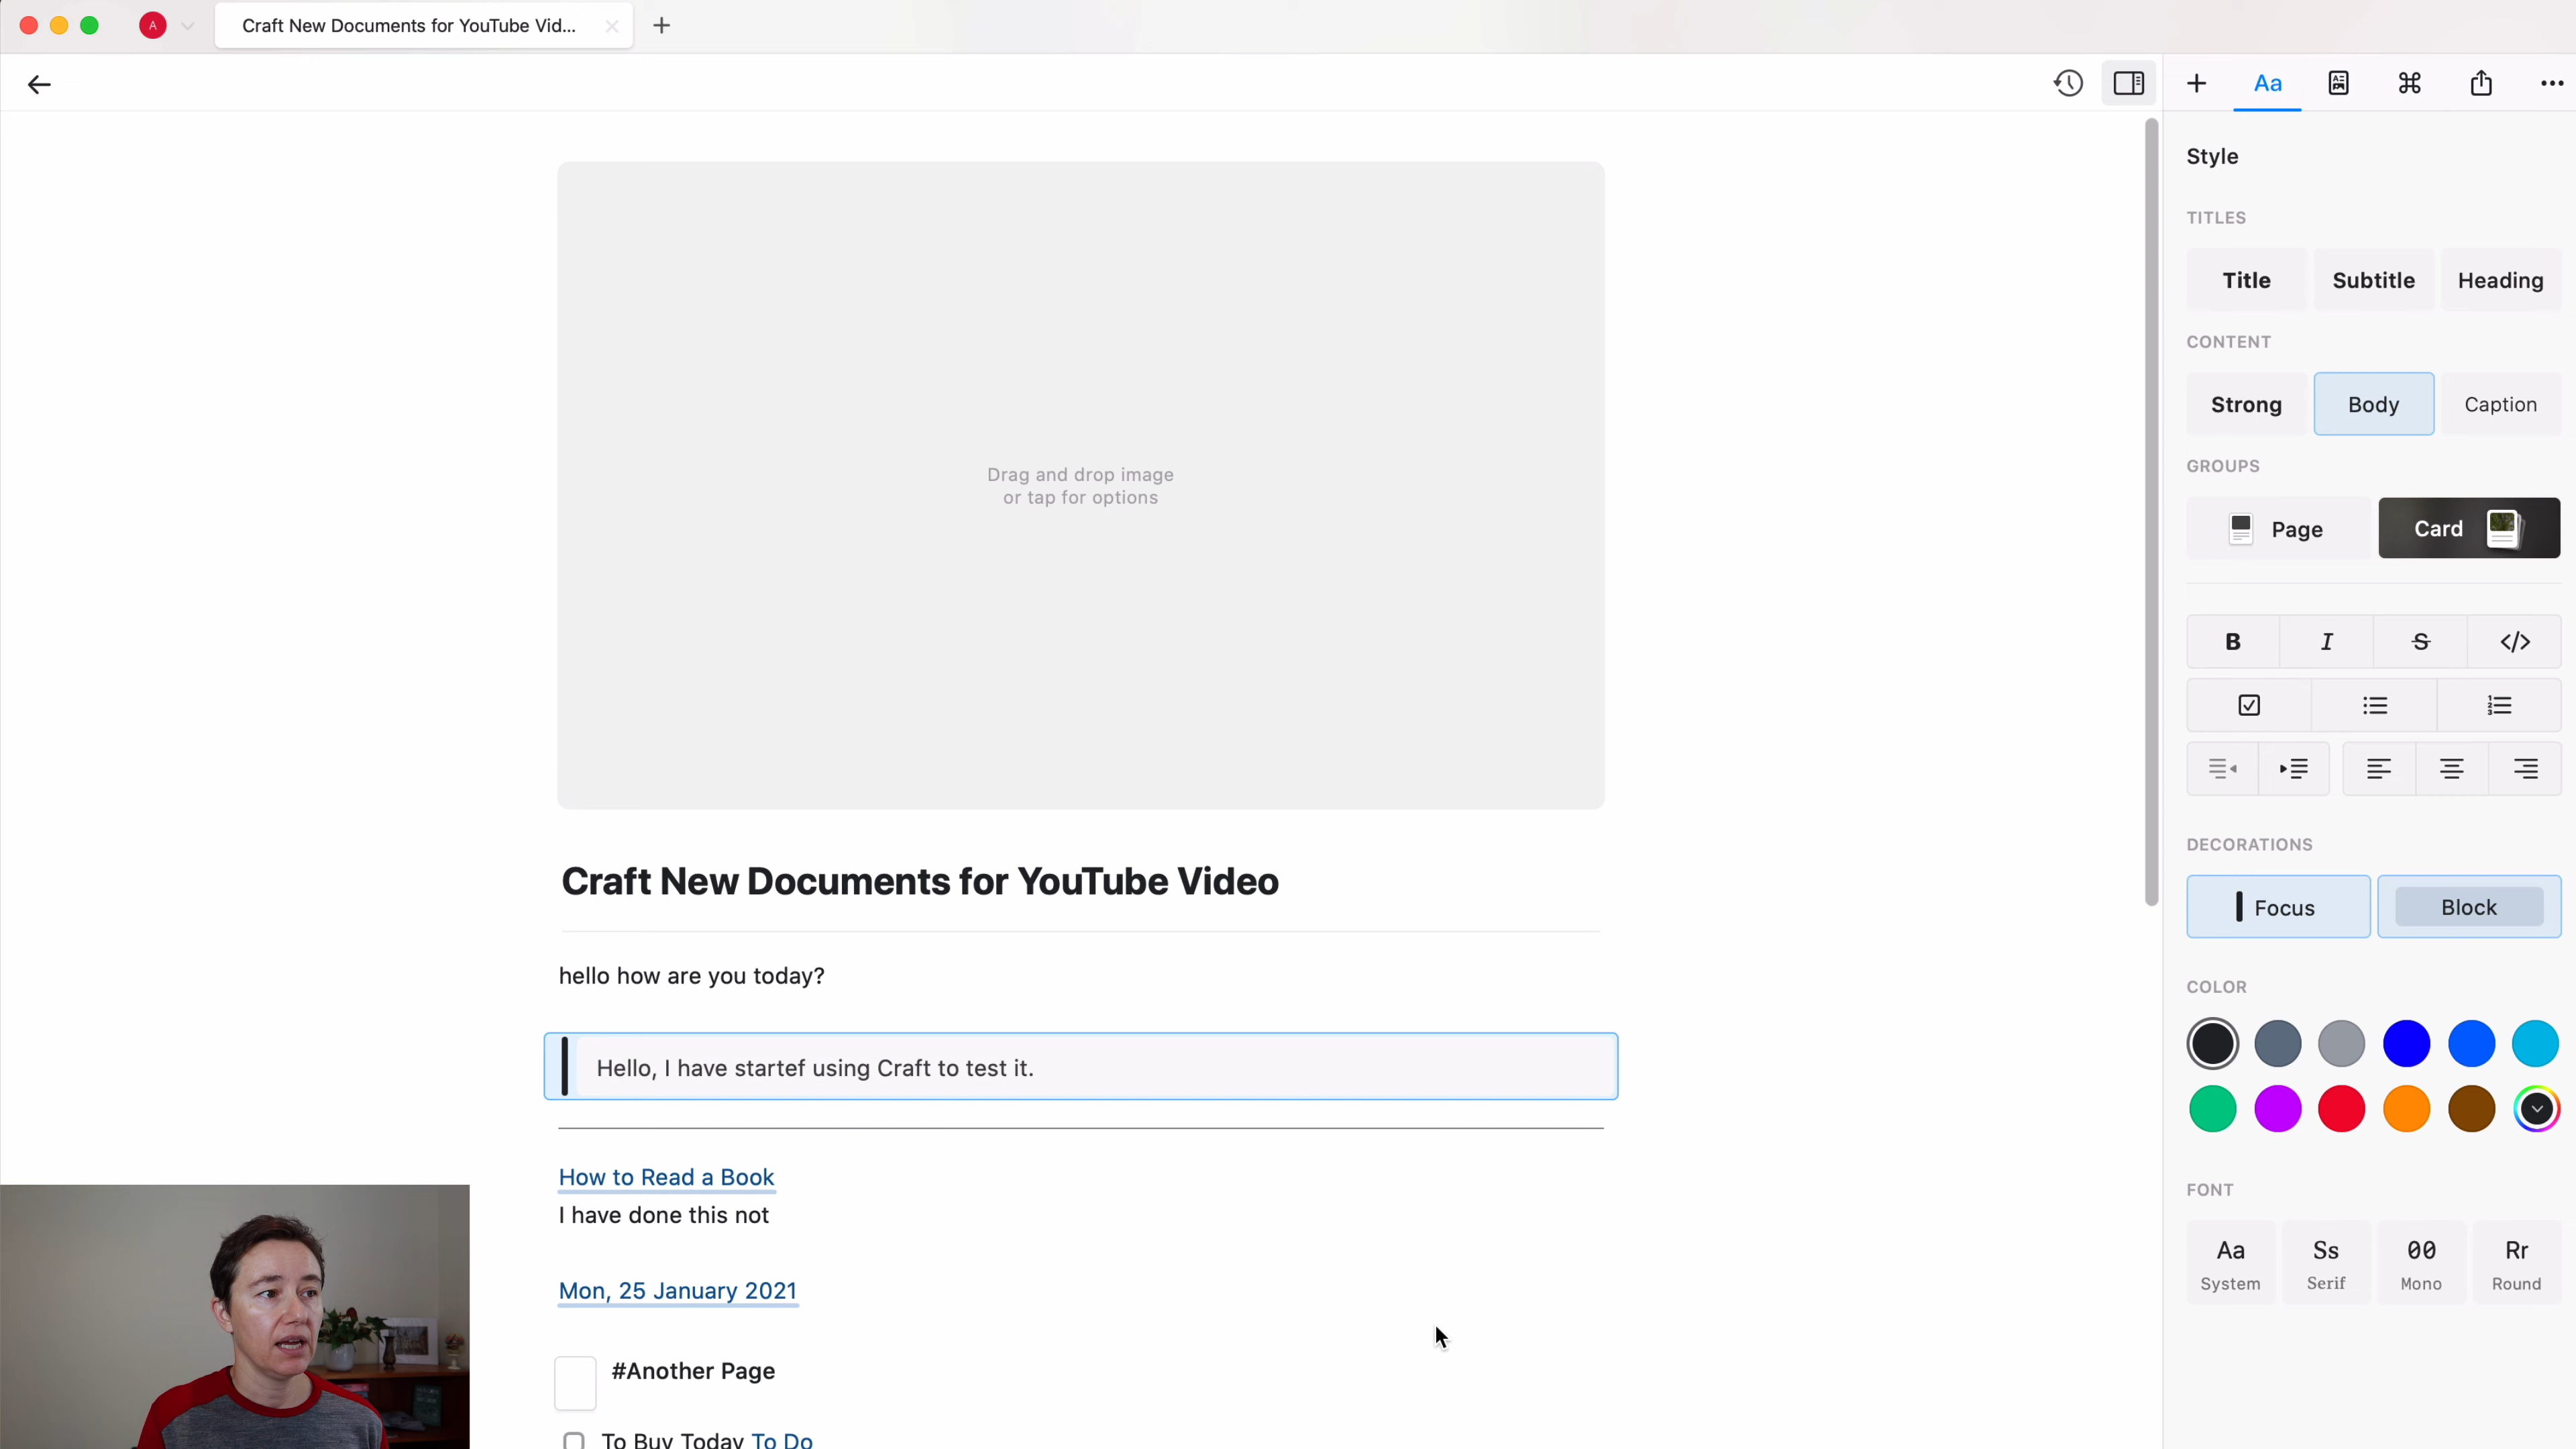 A
Craft New Documents for YouTube Vid...
Aa
Style
TITLES
Title Subtitle Heading
CONTENT
Strong Body Caption
GROUPS
Page Card
B I S </>
DECORATIONS
Focus Block
COLOR
FONT
Aa Ss 00 Rr
System Serif Mono Round
Drag and drop image
or tap for options
Craft New Documents for YouTube Video
hello how are you today?
Hello, I have startef using Craft to test it.
How to Read a Book
I have done this not
Mon, 25 January 2021
#Another Page
To Buy Today To Do